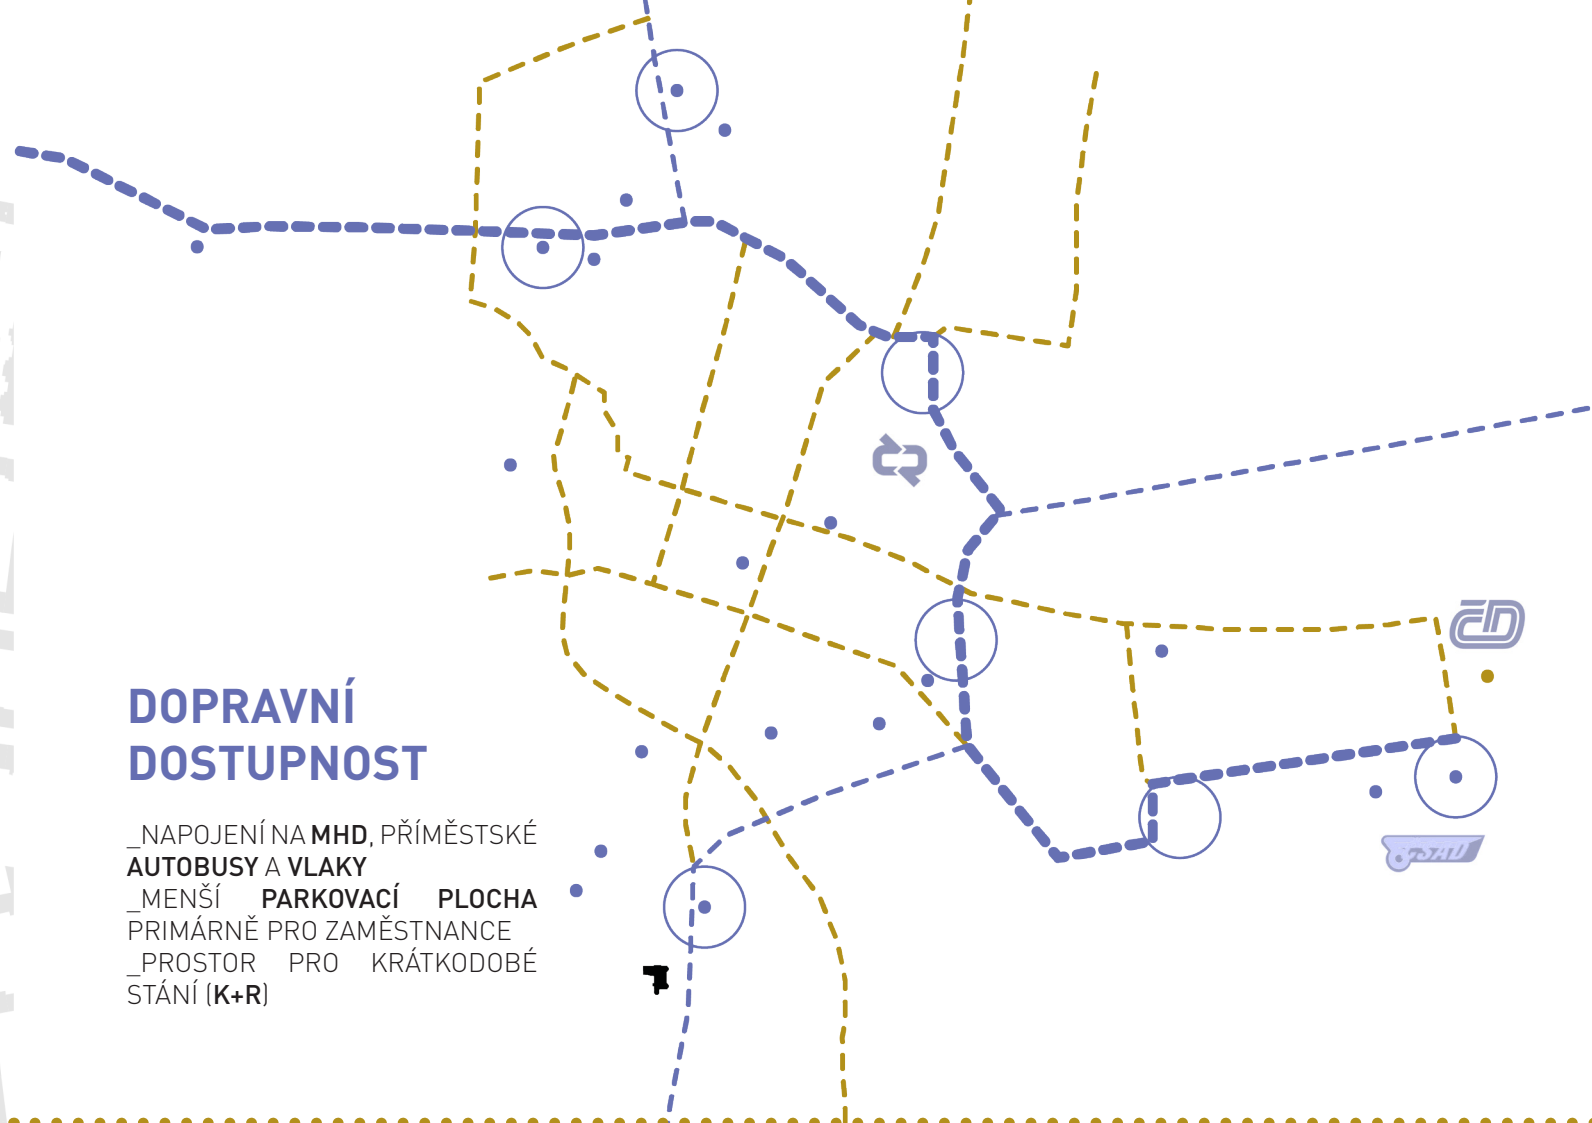 DOPRAVNÍ
DOSTUPNOST
_NAPOJENÍ NA MHD, PŘÍMĚSTSKÉ
AUTOBUSY A VLAKY
_MENŠÍ PARKOVACÍ PLOCHA
PRIMÁRNĚ PRO ZAMĚSTNANCE
_PROSTOR PRO KRÁTKODOBÉ
STÁNÍ (K+R)
ČD
ČSAD